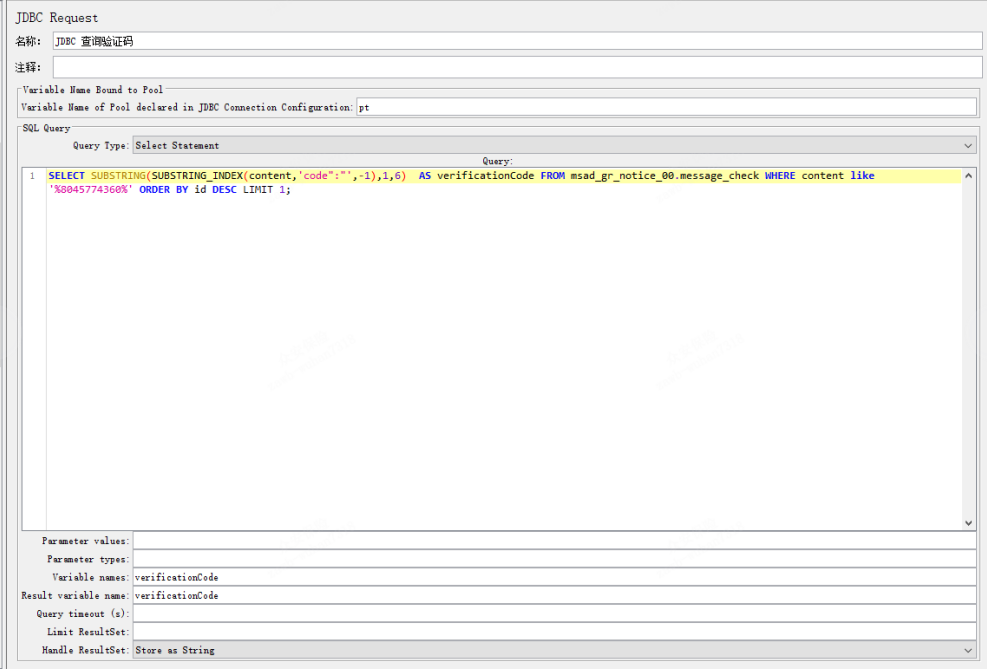 JDBC Request
名称: JDBC 查询验证码
注释:
Variable Name Bound to Pool
Variable Name of Pool declared in JDBC Connection Configuration: pt
SQL Query
Query Type: Select Statement
Query:
1 SELECT SUBSTRING(SUBSTRING_INDEX(content,'code":"',-1),1,6)  AS verificationCode FROM msad_gr_notice_00.message_check WHERE content like
'%8045774360%' ORDER BY id DESC LIMIT 1;
Parameter values:
Parameter types:
Variable names: verificationCode
Result variable name: verificationCode
Query timeout (s):
Limit ResultSet:
Handle ResultSet: Store as String